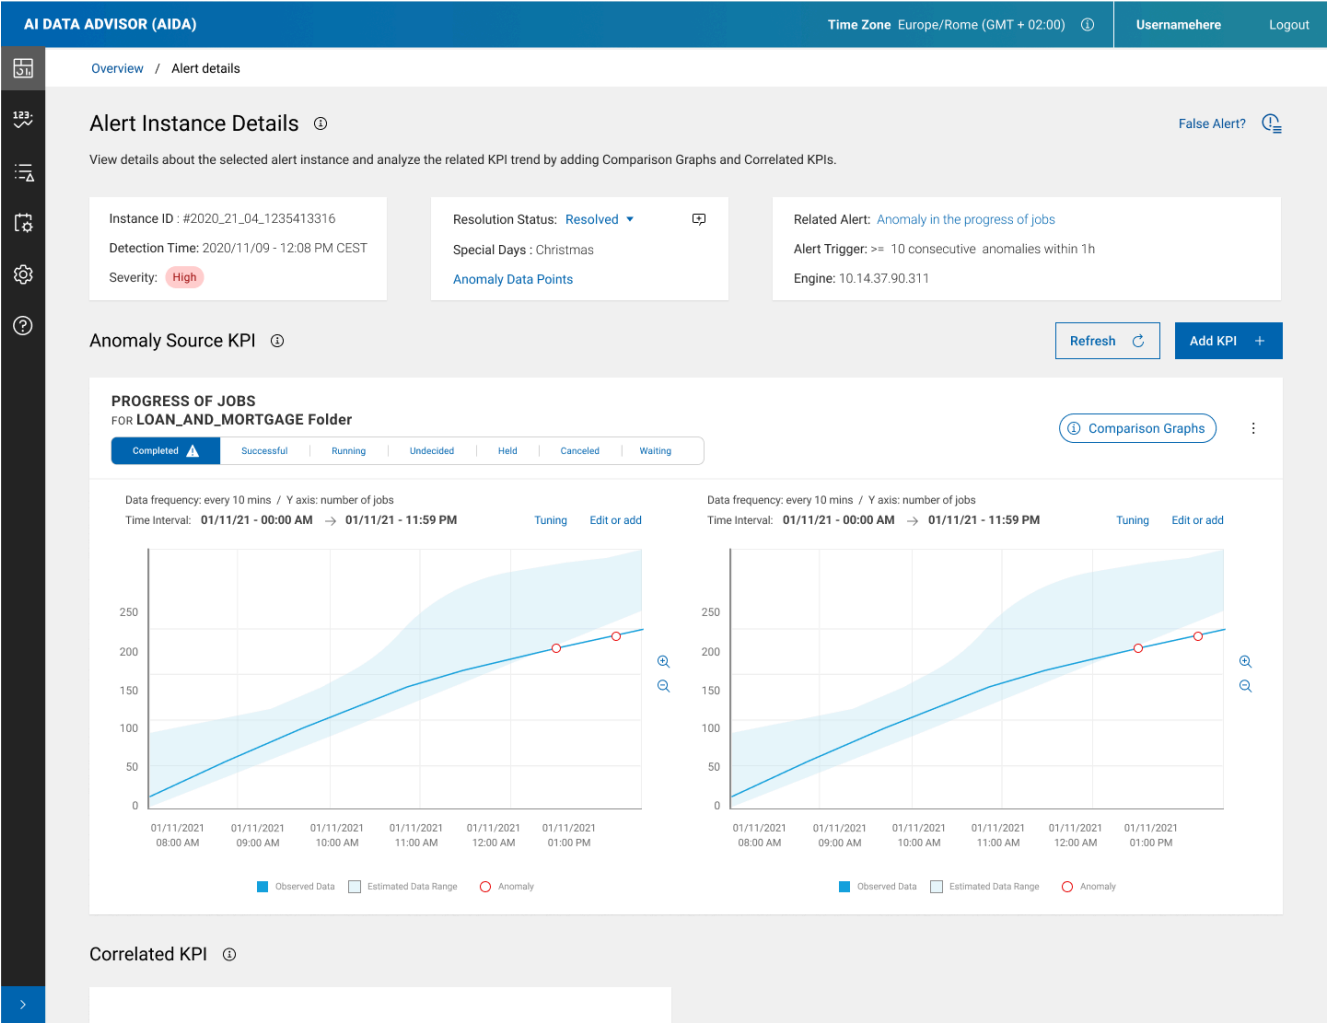 AI DATA ADVISOR (AIDA)
Time Zone Europe/Rome (GMT + 02:00)
Usernamehere
Logout
Overview / Alert details
Alert Instance Details
False Alert?
View details about the selected alert instance and analyze the related KPI trend by adding Comparison Graphs and Correlated KPIs.
Instance ID : #2020_21_04_1235413316
Detection Time: 2020/11/09 - 12:08 PM CEST
Severity: High
Resolution Status: Resolved
Special Days : Christmas
Anomaly Data Points
Related Alert: Anomaly in the progress of jobs
Alert Trigger: >= 10 consecutive anomalies within 1h
Engine: 10.14.37.90.311
Anomaly Source KPI
Refresh
Add KPI +
PROGRESS OF JOBS
FOR LOAN_AND_MORTGAGE Folder
Comparison Graphs
Completed
Successful
Running
Undecided
Held
Canceled
Waiting
Data frequency: every 10 mins / Y axis: number of jobs
Time Interval: 01/11/21 - 00:00 AM → 01/11/21 - 11:59 PM
Tuning
Edit or add
250
200
150
100
50
0
01/11/2021 01/11/2021 01/11/2021 01/11/2021 01/11/2021 01/11/2021
08:00 AM 09:00 AM 10:00 AM 11:00 AM 12:00 AM 01:00 PM
Observed Data
Estimated Data Range
Anomaly
Data frequency: every 10 mins / Y axis: number of jobs
Time Interval: 01/11/21 - 00:00 AM → 01/11/21 - 11:59 PM
Tuning
Edit or add
250
200
150
100
50
0
01/11/2021 01/11/2021 01/11/2021 01/11/2021 01/11/2021 01/11/2021
08:00 AM 09:00 AM 10:00 AM 11:00 AM 12:00 AM 01:00 PM
Observed Data
Estimated Data Range
Anomaly
Correlated KPI